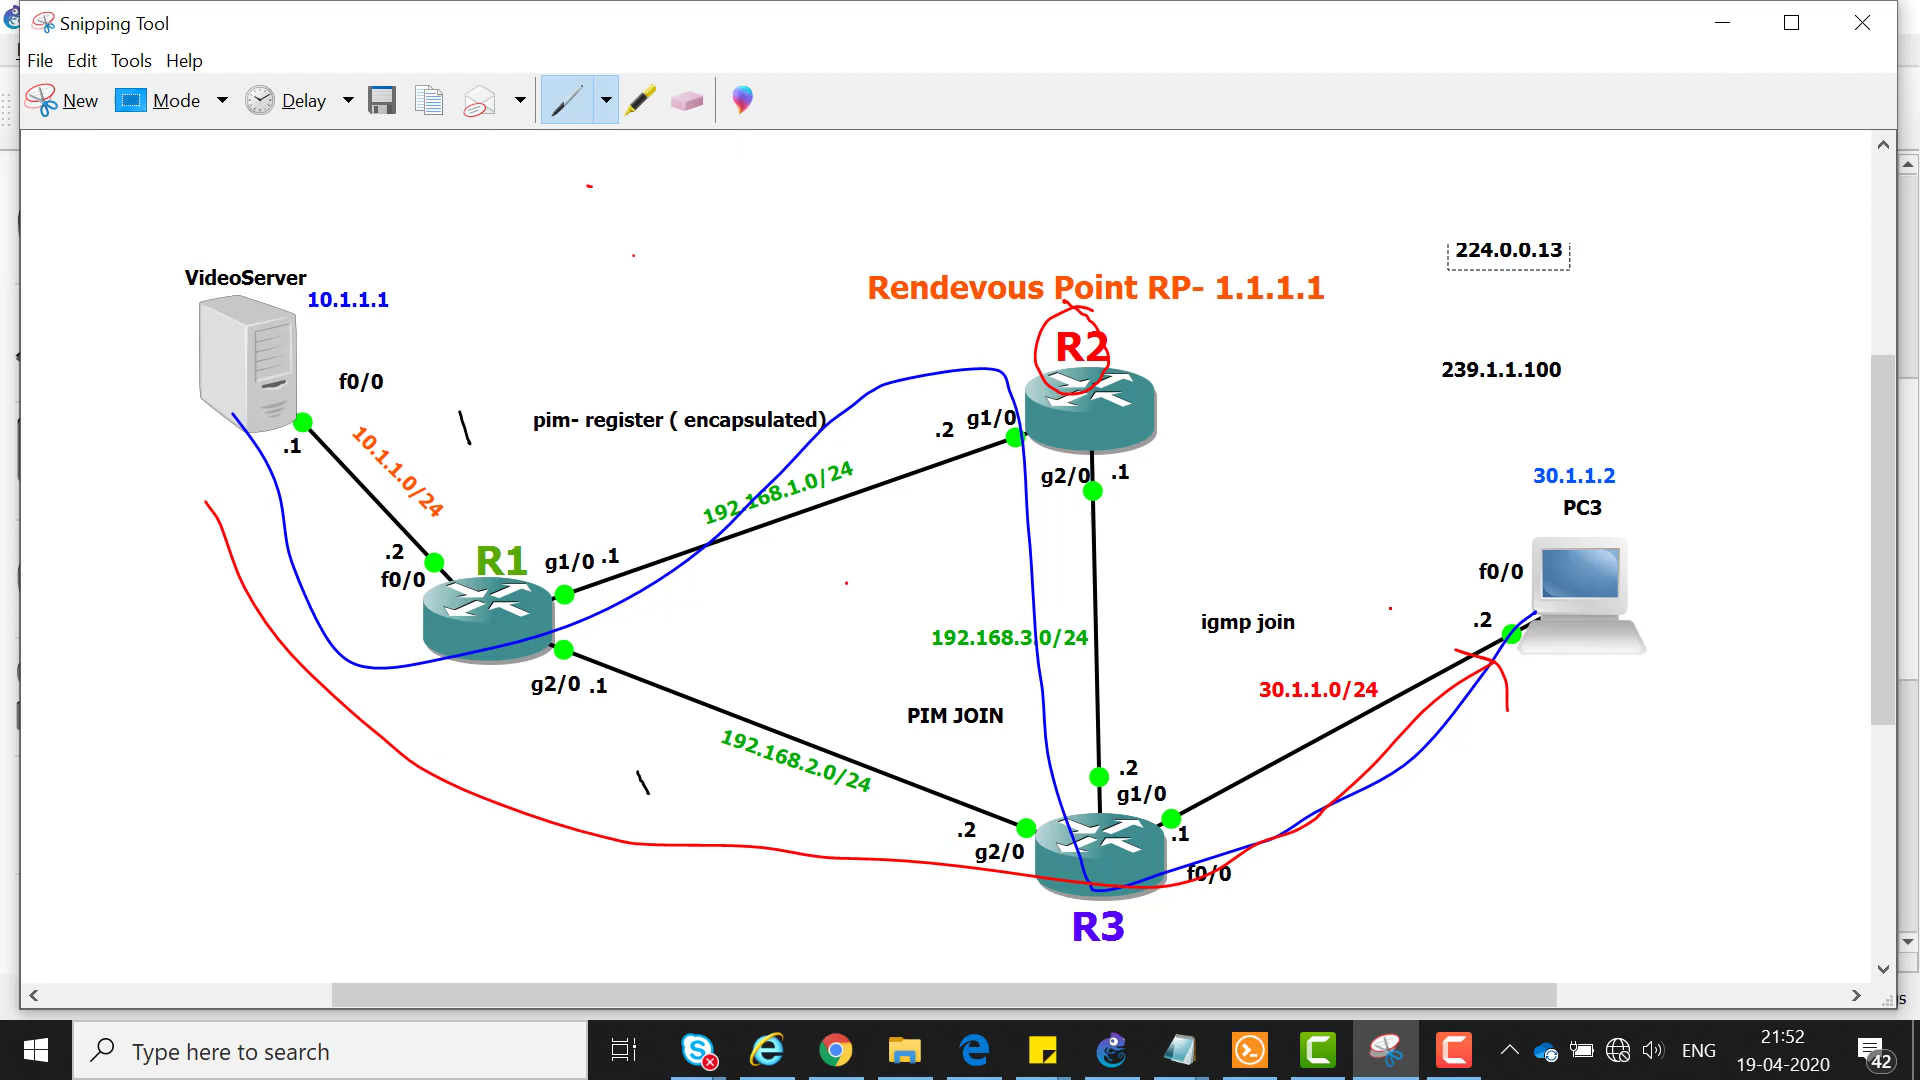 Snipping Tool
File Edit Tools Help
New Mode Delay
224.0.0.13
VideoServer
10.1.1.1
Rendevous Point RP- 1.1.1.1
R2
f0/0
239.1.1.100
pim- register ( encapsulated)
.2 g1/0
.1
10.1.1.0/24
192.168.1.0/24
g2/0 .1
30.1.1.2
PC3
.2
f0/0
R1
g1/0 .1
f0/0
.2
igmp join
192.168.3.0/24
g2/0 .1
30.1.1.0/24
PIM JOIN
192.168.2.0/24
.2
g1/0
.2
g2/0
.1
f0/0
R3
s
Type here to search
ENG
21:52
19-04-2020
42